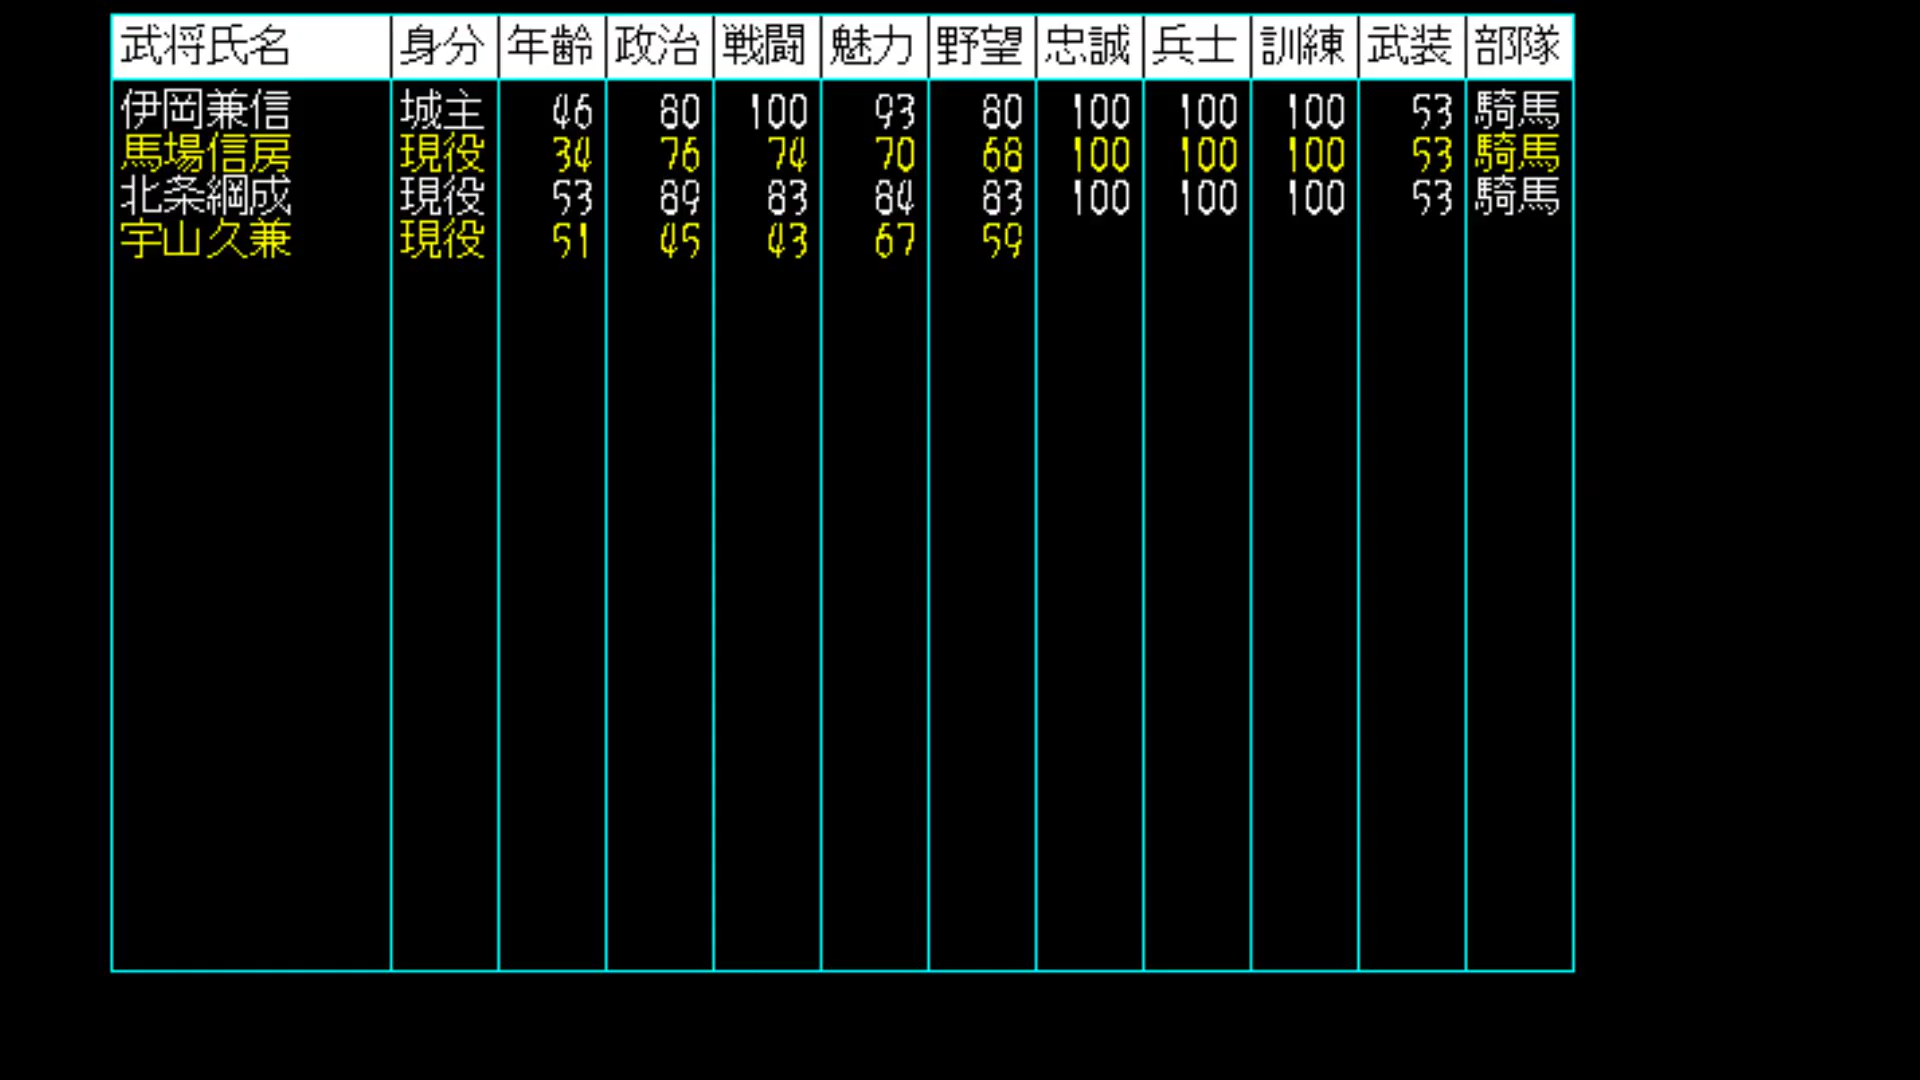 武将氏名 身分 年齢 政治 戦闘 魅力 野望 忠誠 兵士 訓練 武装 部隊
伊岡兼信 城主 46 80 100 93 80 100 100 100 53 騎馬
馬場信房 現役 34 76 74 70 68 100 100 100 53 騎馬
北条綱成 現役 53 89 83 84 83 100 100 100 53 騎馬
宇山久兼 現役 51 45 43 67 59